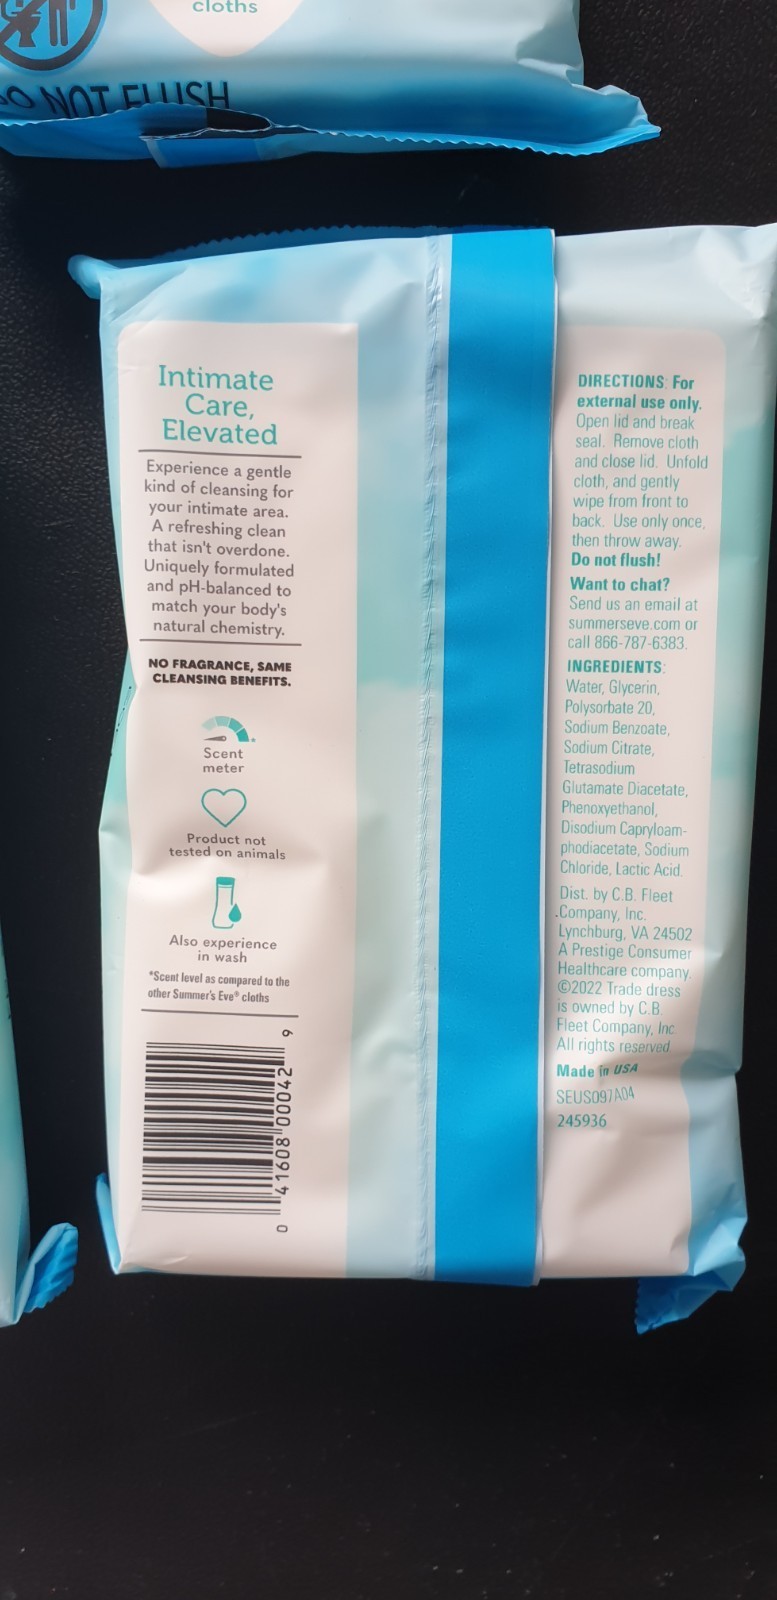 cloths
DO NOT FLUSH
Intimate
Care,
Elevated
Experience a gentle
kind of cleansing for
your intimate area.
A refreshing clean
that isn't overdone.
Uniquely formulated
and pH-balanced to
match your body's
natural chemistry.
NO FRAGRANCE, SAME
CLEANSING BENEFITS.
*
Scent
meter
Product not
tested on animals
Also experience
in wash
*Scent level as compared to the
other Summer's Eve® cloths
0 41608 00042 9
DIRECTIONS: For
external use only.
Open lid and break
seal. Remove cloth
and close lid. Unfold
cloth, and gently
wipe from front to
back. Use only once,
then throw away.
Do not flush!
Want to chat?
Send us an email at
summerseve.com or
call 866-787-6383.
INGREDIENTS:
Water, Glycerin,
Polysorbate 20,
Sodium Benzoate,
Sodium Citrate,
Tetrasodium
Glutamate Diacetate,
Phenoxyethanol,
Disodium Capryloam-
phodiacetate, Sodium
Chloride, Lactic Acid.
Dist. by C.B. Fleet
Company, Inc.
Lynchburg, VA 24502
A Prestige Consumer
Healthcare company.
©2022 Trade dress
is owned by C.B.
Fleet Company, Inc.
All rights reserved.
Made in USA
SEUS097A04
245936